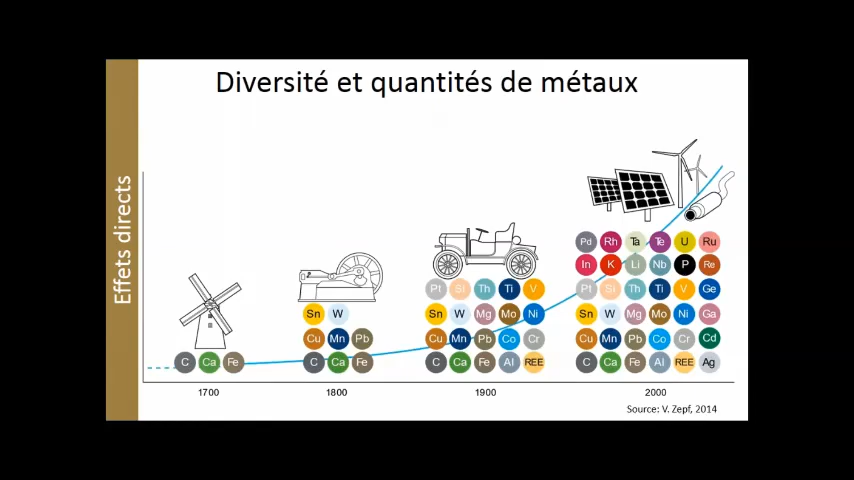 Diversité et quantités de métaux
Effets directs
Pd Rh Ta Te U Ru
In K Li Nb P Re
Pt Si Th Ti V Pt Si Th Ti V Ge
Sn W Sn W Mg Mo Ni Sn W Mg Mo Ni Ga
Cu Mn Pb Cu Mn Pb Co Cr Cu Mn Pb Co Cr Cd
C Ca Fe C Ca Fe C Ca Fe Al REE C Ca Fe Al REE Ag
1700 1800 1900 2000
Source: V. Zepf, 2014